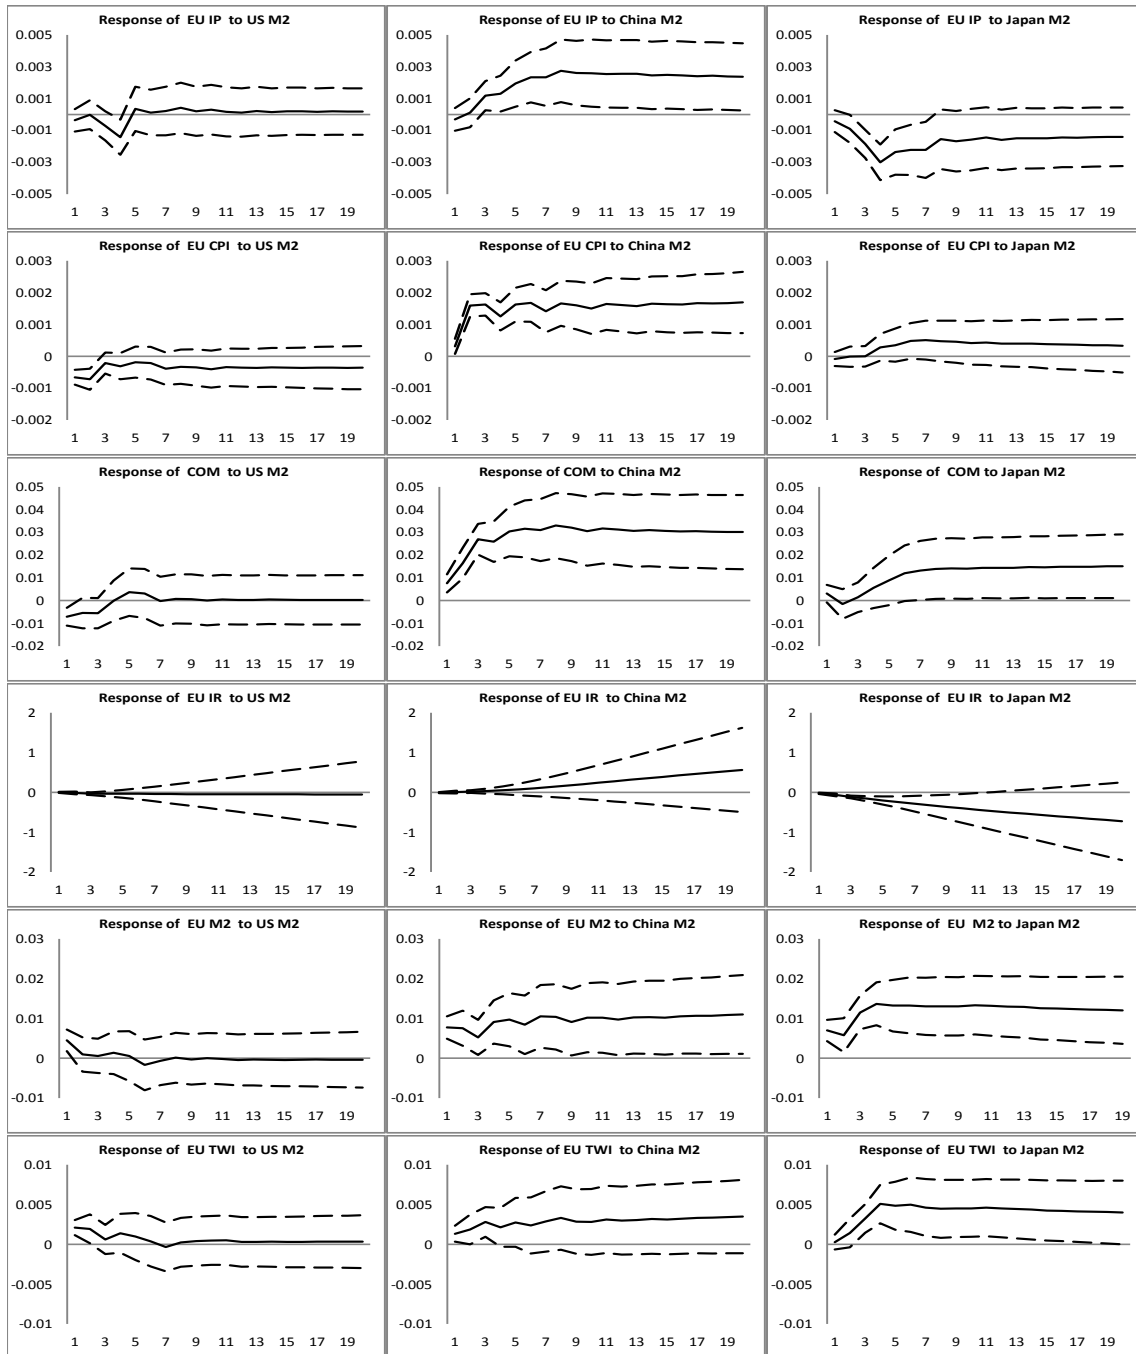 Response of EU IP to US M2
0.005
0.003
0.001
-0.001
-0.003
-0.005
1 3 5 7 9 11 13 15 17 19
Response of EU IP to China M2
0.005
0.003
0.001
-0.001
-0.003
-0.005
1 3 5 7 9 11 13 15 17 19
Response of EU IP to Japan M2
0.005
0.003
0.001
-0.001
-0.003
-0.005
1 3 5 7 9 11 13 15 17 19
Response of EU CPI to US M2
0.003
0.002
0.001
0
-0.001
-0.002
1 3 5 7 9 11 13 15 17 19
Response of EU CPI to China M2
0.003
0.002
0.001
0
-0.001
-0.002
1 3 5 7 9 11 13 15 17 19
Response of EU CPI to Japan M2
0.003
0.002
0.001
0
-0.001
-0.002
1 3 5 7 9 11 13 15 17 19
Response of COM to US M2
0.05
0.04
0.03
0.02
0.01
0
-0.01
-0.02
1 3 5 7 9 11 13 15 17 19
Response of COM to China M2
0.05
0.04
0.03
0.02
0.01
0
-0.01
-0.02
1 3 5 7 9 11 13 15 17 19
Response of COM to Japan M2
0.05
0.04
0.03
0.02
0.01
0
-0.01
-0.02
1 3 5 7 9 11 13 15 17 19
Response of EU IR to US M2
2
1
0
-1
-2
1 3 5 7 9 11 13 15 17 19
Response of EU IR to China M2
2
1
0
-1
-2
1 3 5 7 9 11 13 15 17 19
Response of EU IR to Japan M2
2
1
0
-1
-2
1 3 5 7 9 11 13 15 17 19
Response of EU M2 to US M2
0.03
0.02
0.01
0
-0.01
1 3 5 7 9 11 13 15 17 19
Response of EU M2 to China M2
0.03
0.02
0.01
0
-0.01
1 3 5 7 9 11 13 15 17 19
Response of EU M2 to Japan M2
0.03
0.02
0.01
0
-0.01
1 3 5 7 9 11 13 15 17 19
Response of EU TWI to US M2
0.01
0.005
0
-0.005
-0.01
1 3 5 7 9 11 13 15 17 19
Response of EU TWI to China M2
0.01
0.005
0
-0.005
-0.01
1 3 5 7 9 11 13 15 17 19
Response of EU TWI to Japan M2
0.01
0.005
0
-0.005
-0.01
1 3 5 7 9 11 13 15 17 19